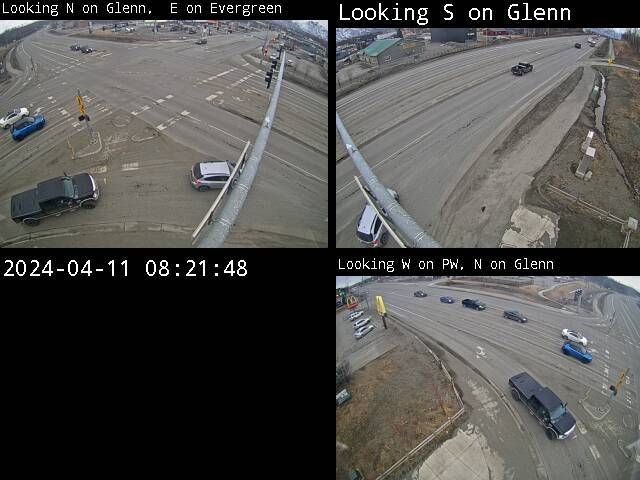 Looking N on Glenn,  E on Evergreen
Looking S on Glenn
2024-04-11 08:21:48
Looking W on PW, N on Glenn